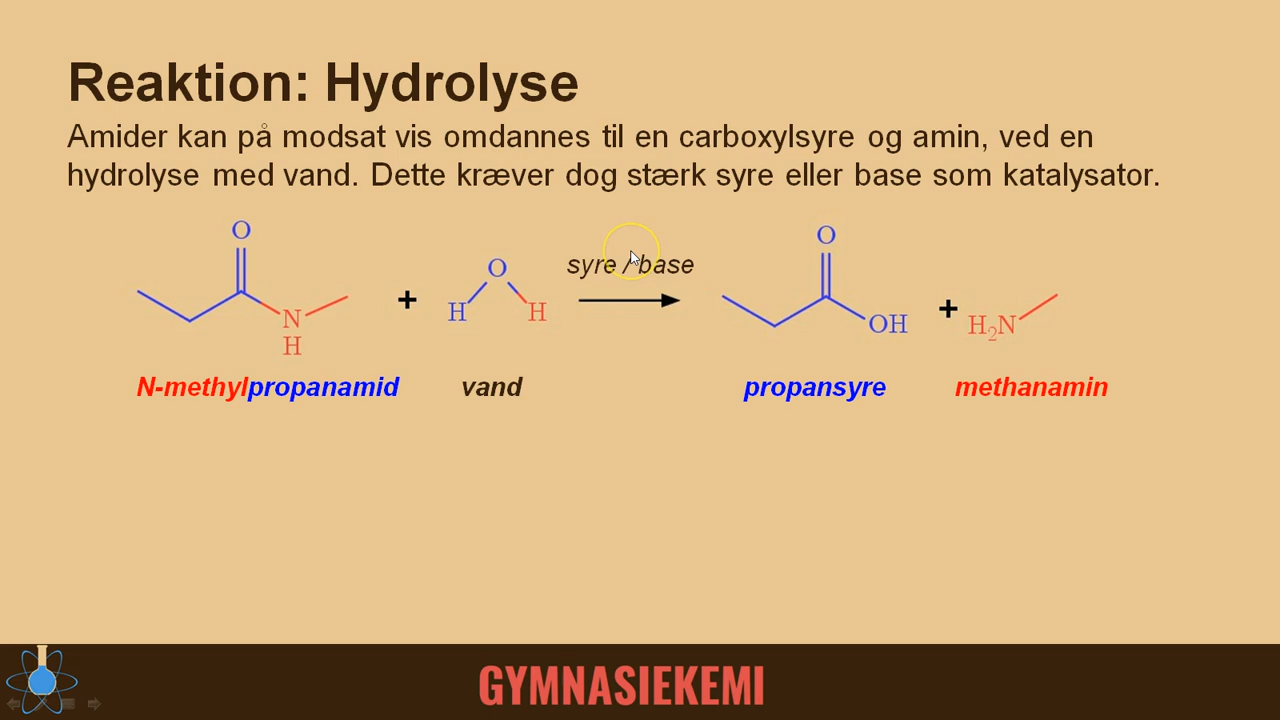 Reaktion: Hydrolyse
Amider kan på modsat vis omdannes til en carboxylsyre og amin, ved en
hydrolyse med vand. Dette kræver dog stærk syre eller base som katalysator.
O
N
H
+
O
H H
syre / base
O
OH
+
H₂N
N-methylpropanamid vand propansyre methanamin
GYMNASIEKEMI